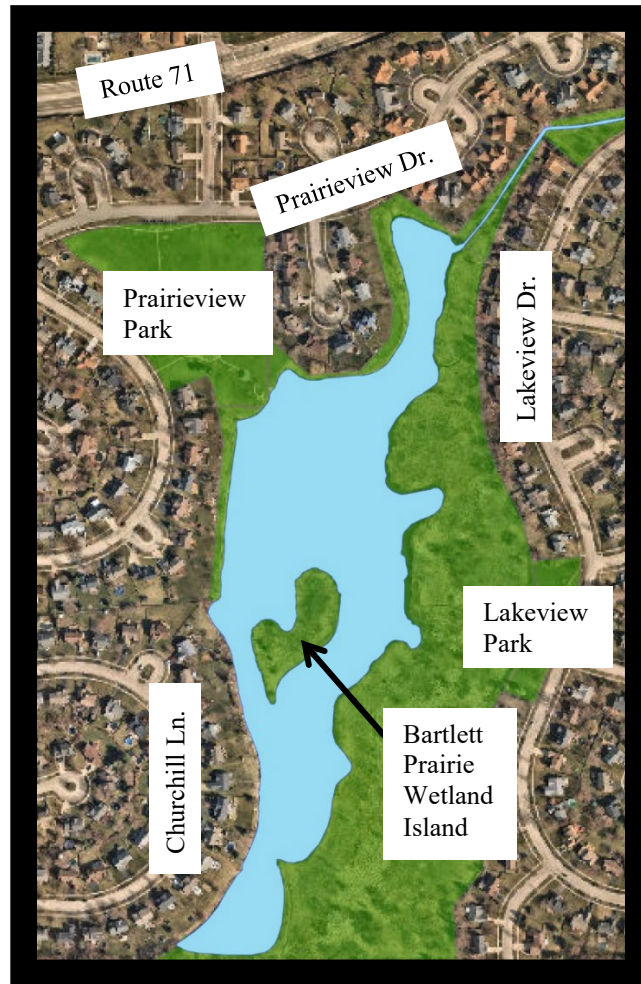 Route 71
Prairieview Dr.
Prairieview
Park
Lakeview Dr.
Lakeview
Park
Churchill Ln.
Bartlett
Prairie
Wetland
Island